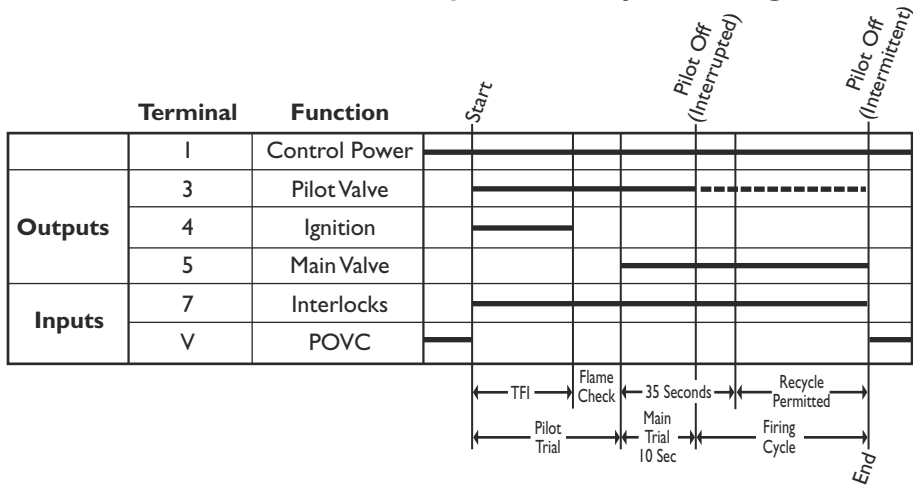 Start
Pilot Off
(Interrupted)
Pilot Off
(Intermittent)
Terminal Function
1 Control Power
Outputs
3 Pilot Valve
4 Ignition
5 Main Valve
Inputs
7 Interlocks
V POVC
TFI
Flame
Check
35 Seconds
Recycle
Permitted
Pilot
Trial
Main
Trial
10 Sec
Firing
Cycle
End